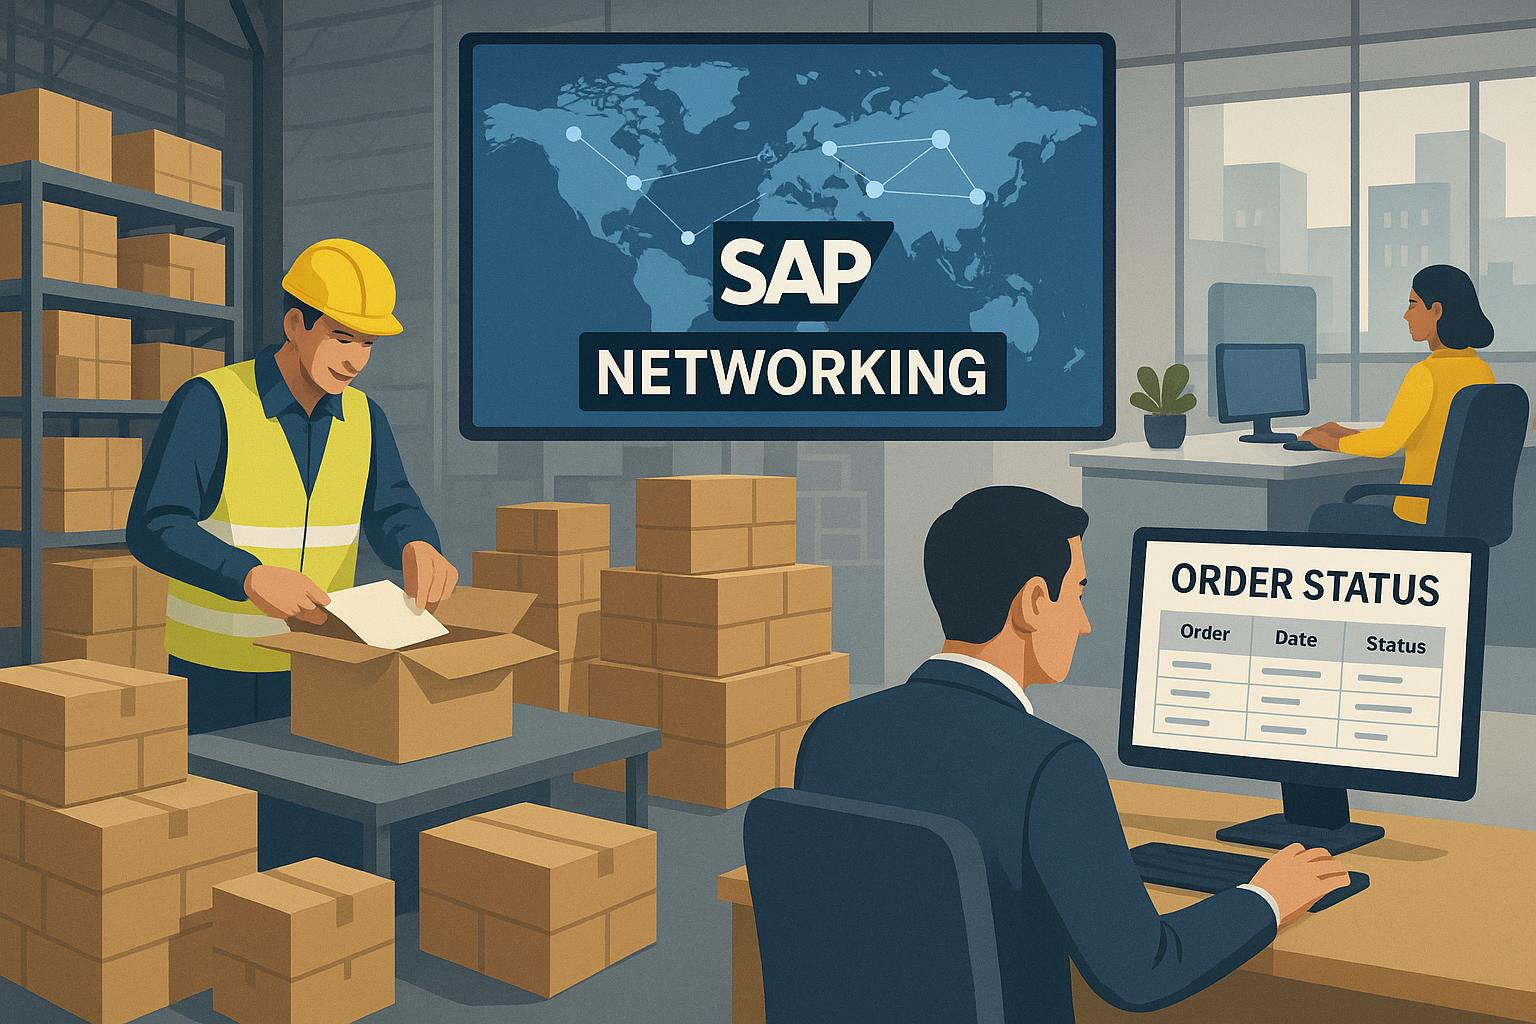 SAP
NETWORKING
ORDER STATUS
Order Date Status